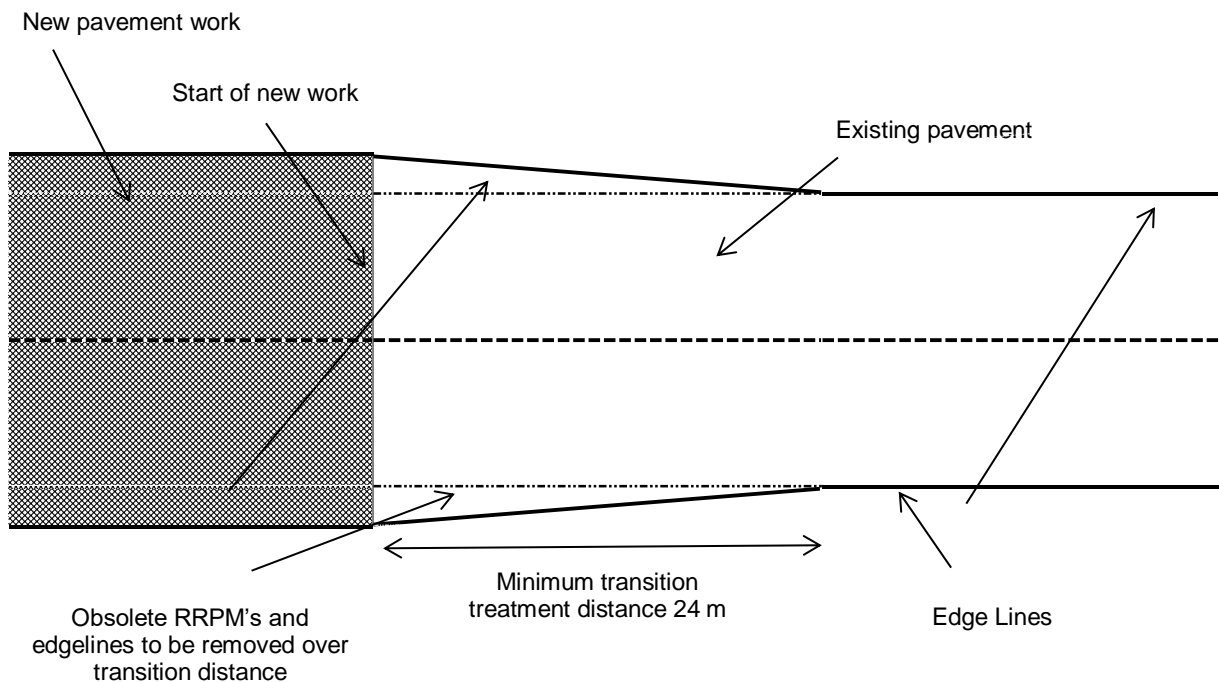 New pavement work
Start of new work
Existing pavement
Minimum transition
treatment distance 24 m
Obsolete RRPM's and
edgelines to be removed over
transition distance
Edge Lines